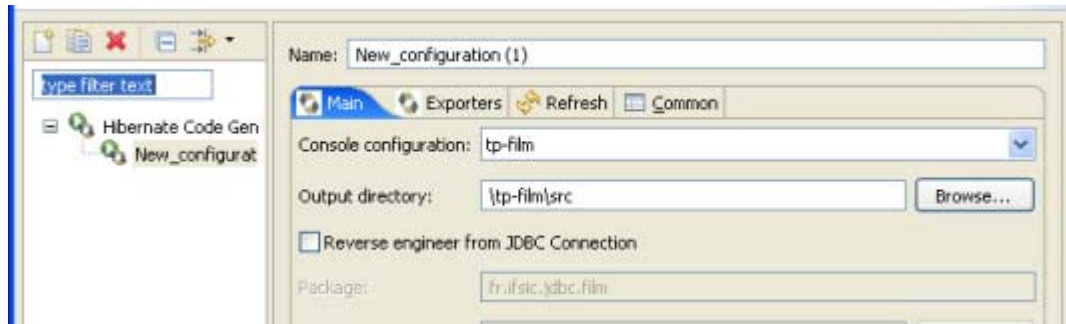 Name: New_configuration (1)
type filter text
Main Exporters Refresh Common
Hibernate Code Gen
New_configurat
Console configuration: tp-film
Output directory: \tp-film\src Browse...
Reverse engineer from JDBC Connection
Package: fr.ifsic.jdbc.film